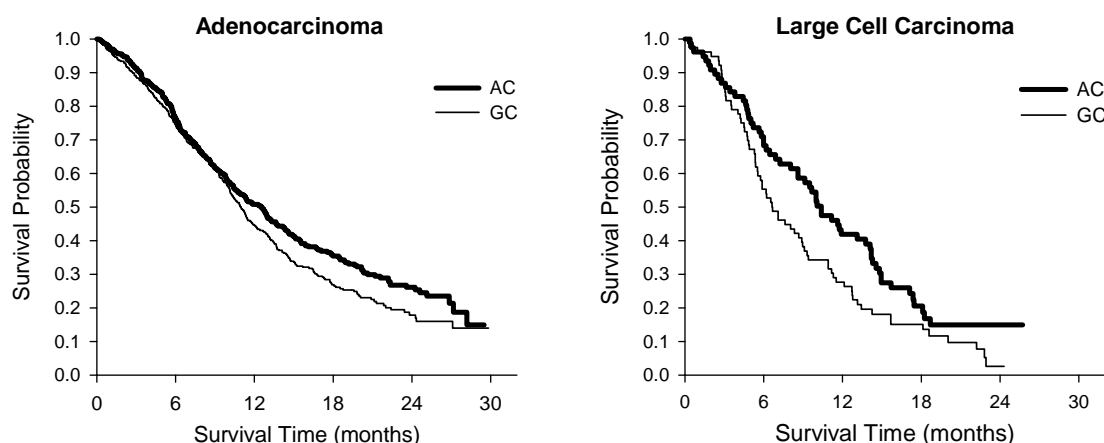 Adenocarcinoma
Survival Probability
1.0
0.9
0.8
0.7
0.6
0.5
0.4
0.3
0.2
0.1
0.0
AC
GC
0 6 12 18 24 30
Survival Time (months)
Large Cell Carcinoma
Survival Probability
1.0
0.9
0.8
0.7
0.6
0.5
0.4
0.3
0.2
0.1
0.0
AC
GC
0 6 12 18 24 30
Survival Time (months)